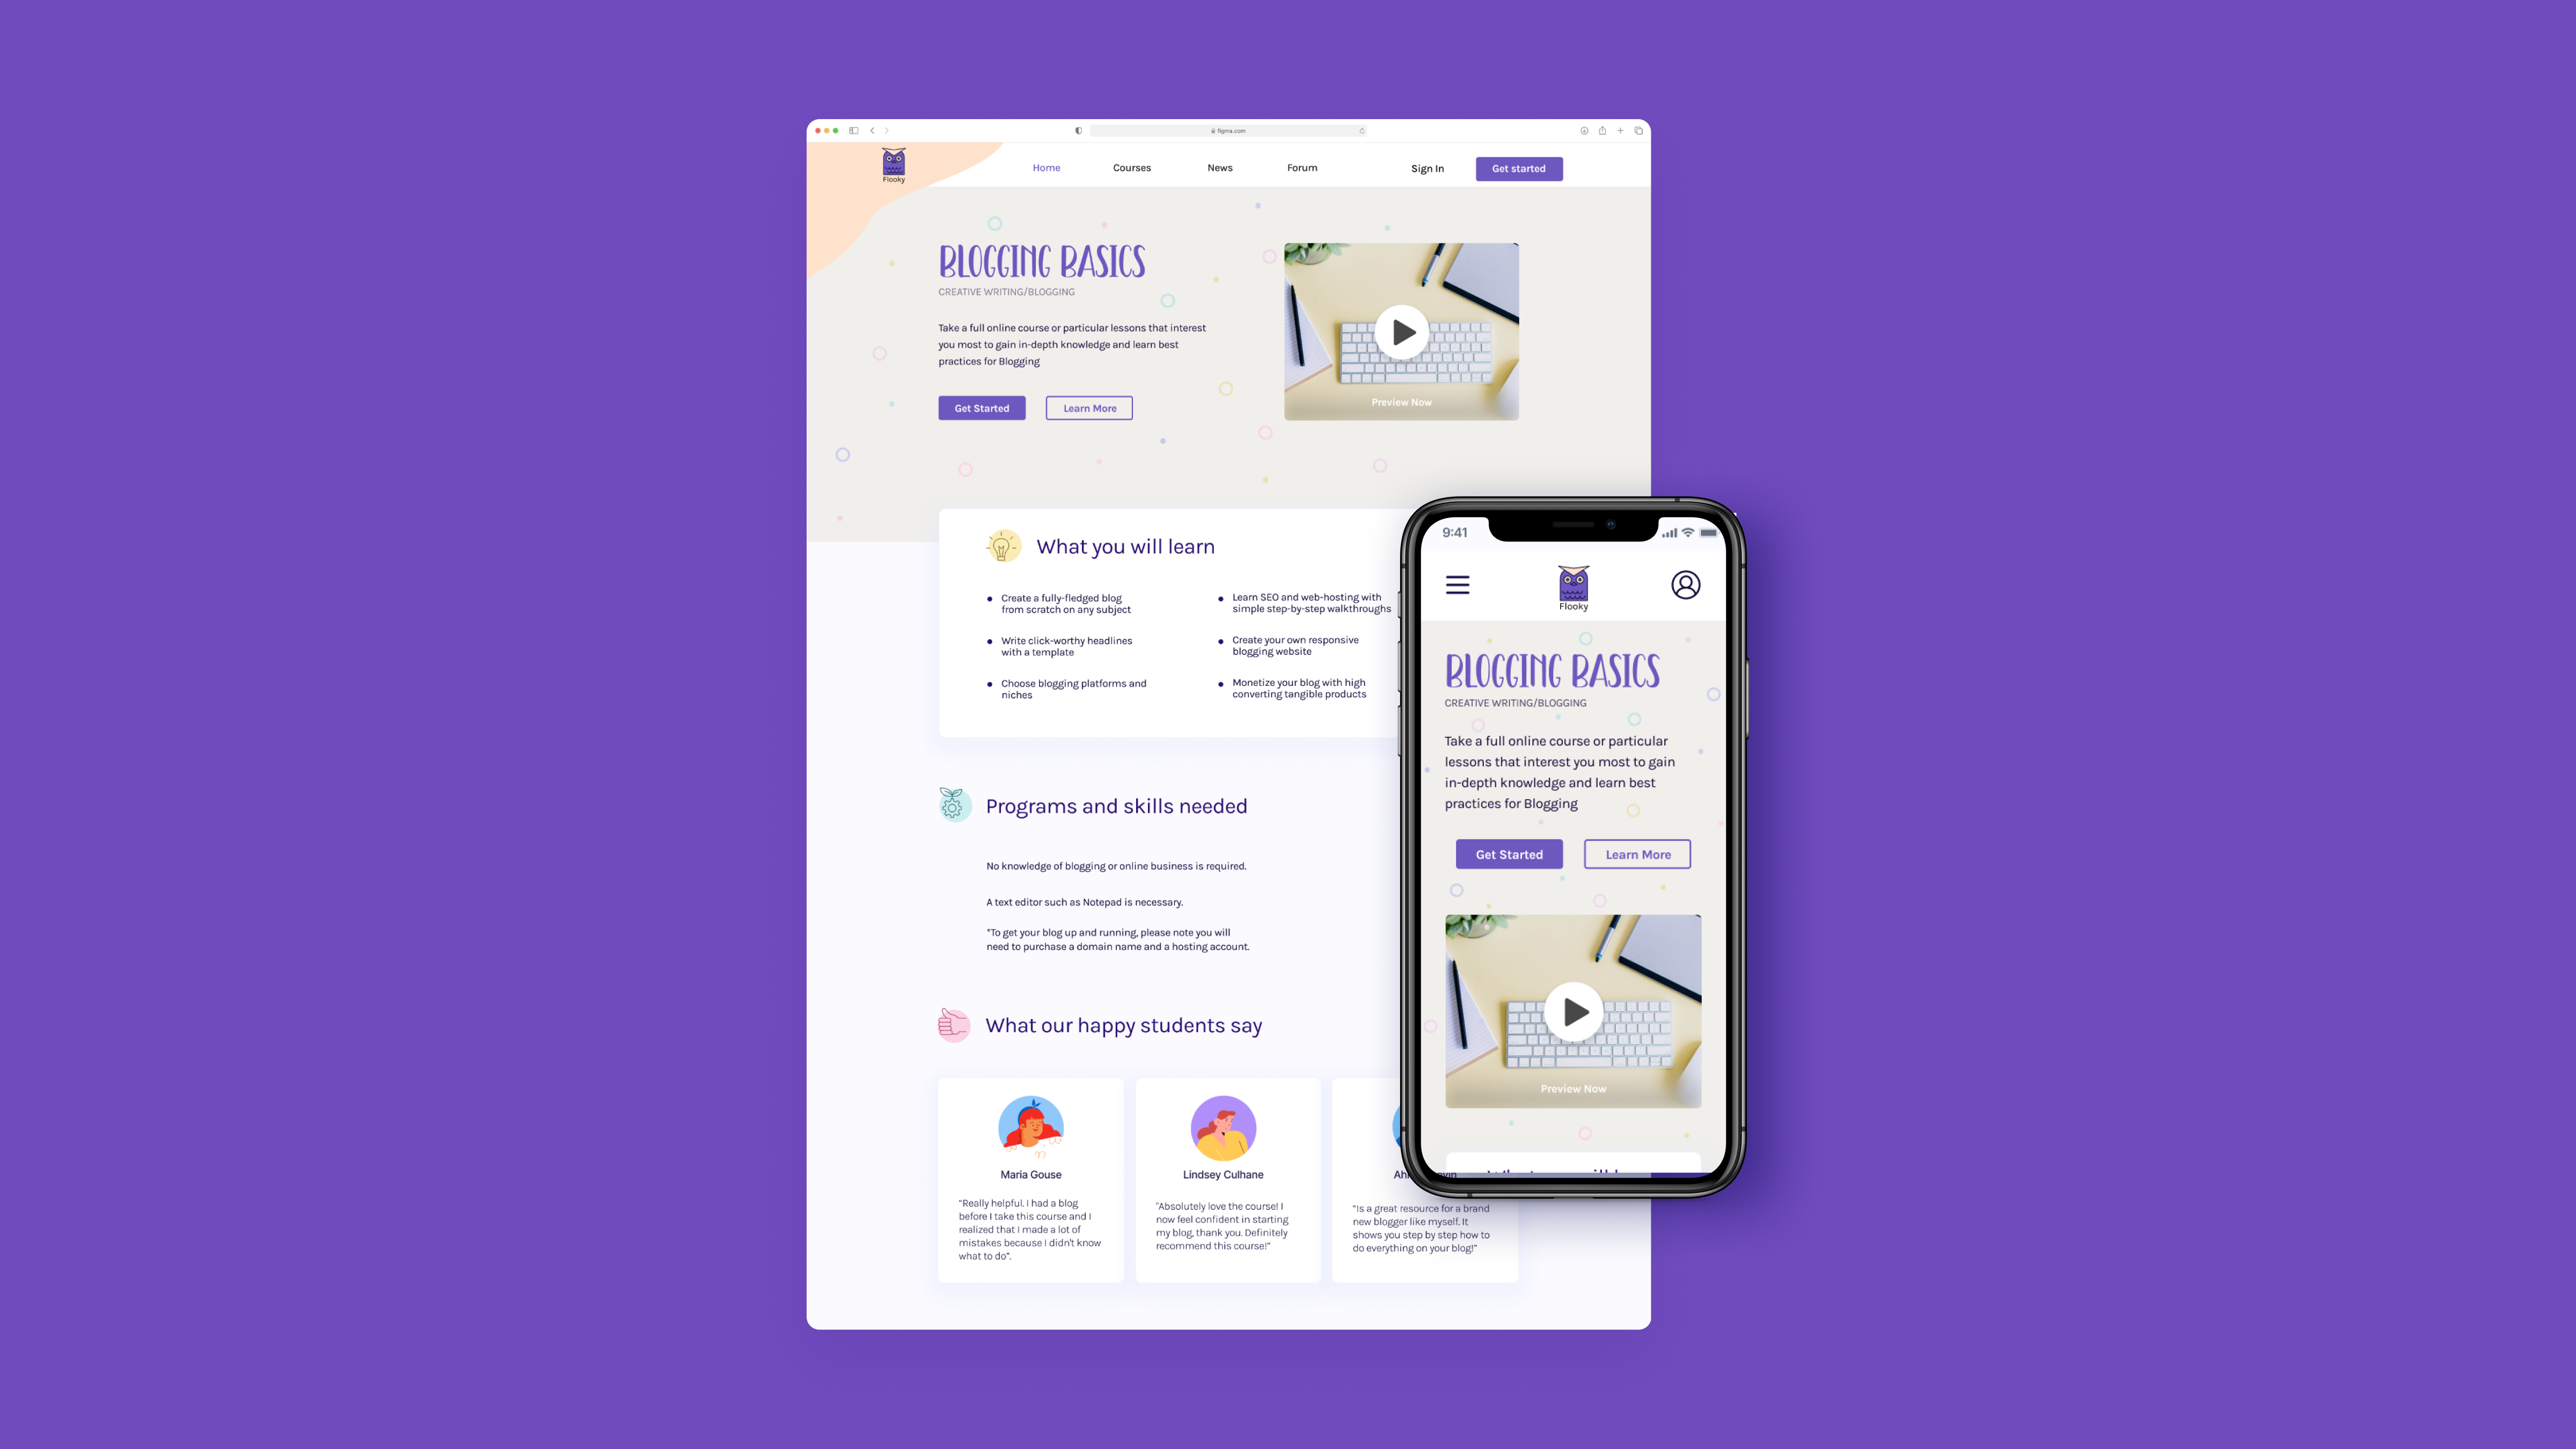 figma.com
Flooky
Home
Courses
News
Forum
Sign In
Get started
BLOGGING BASICS
CREATIVE WRITING/BLOGGING
Take a full online course or particular lessons that interest
you most to gain in-depth knowledge and learn best
practices for Blogging
Get Started
Learn More
Preview Now
What you will learn
Create a fully-fledged blog
from scratch on any subject
Write click-worthy headlines
with a template
Choose blogging platforms and
niches
Learn SEO and web-hosting with
simple step-by-step walkthroughs
Create your own responsive
blogging website
Monetize your blog with high
converting tangible products
Programs and skills needed
No knowledge of blogging or online business is required.
A text editor such as Notepad is necessary.
*To get your blog up and running, please note you will
need to purchase a domain name and a hosting account.
What our happy students say
Maria Gouse
“Really helpful. I had a blog
before I take this course and I
realized that I made a lot of
mistakes because I didn't know
what to do”.
Lindsey Culhane
"Absolutely love the course! I
now feel confident in starting
my blog, thank you. Definitely
recommend this course!”
“Is a great resource for a brand
new blogger like myself. It
shows you step by step how to
do everything on your blog!”
9:41
Flooky
BLOGGING BASICS
CREATIVE WRITING/BLOGGING
Take a full online course or particular
lessons that interest you most to gain
in-depth knowledge and learn best
practices for Blogging
Get Started
Learn More
Preview Now